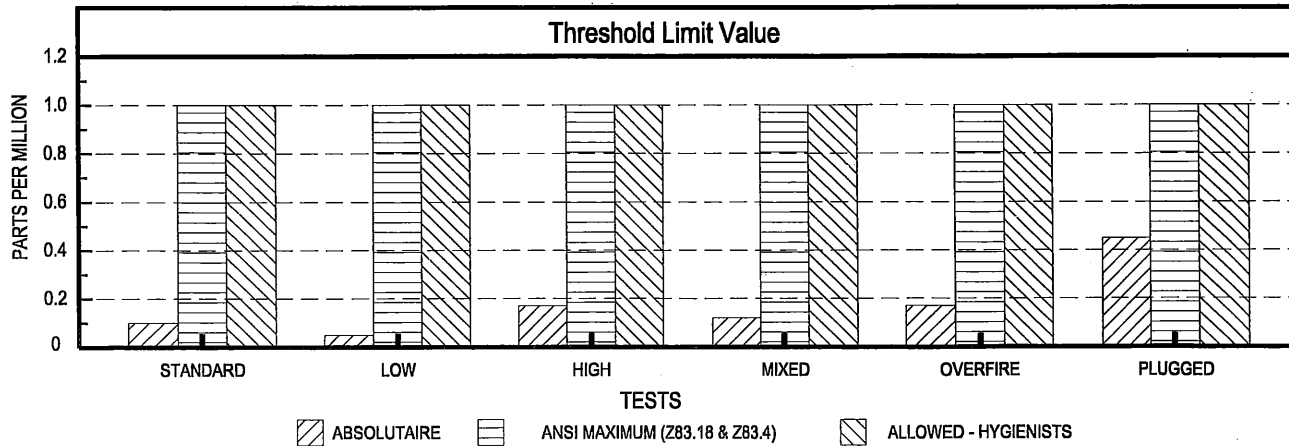 Threshold Limit Value
PARTS PER MILLION
1.2
1.0
0.8
0.6
0.4
0.2
0
STANDARD LOW HIGH MIXED OVERFIRE PLUGGED
TESTS
ABSOLUTAIRE ANSI MAXIMUM (Z83.18 & Z83.4) ALLOWED - HYGIENISTS